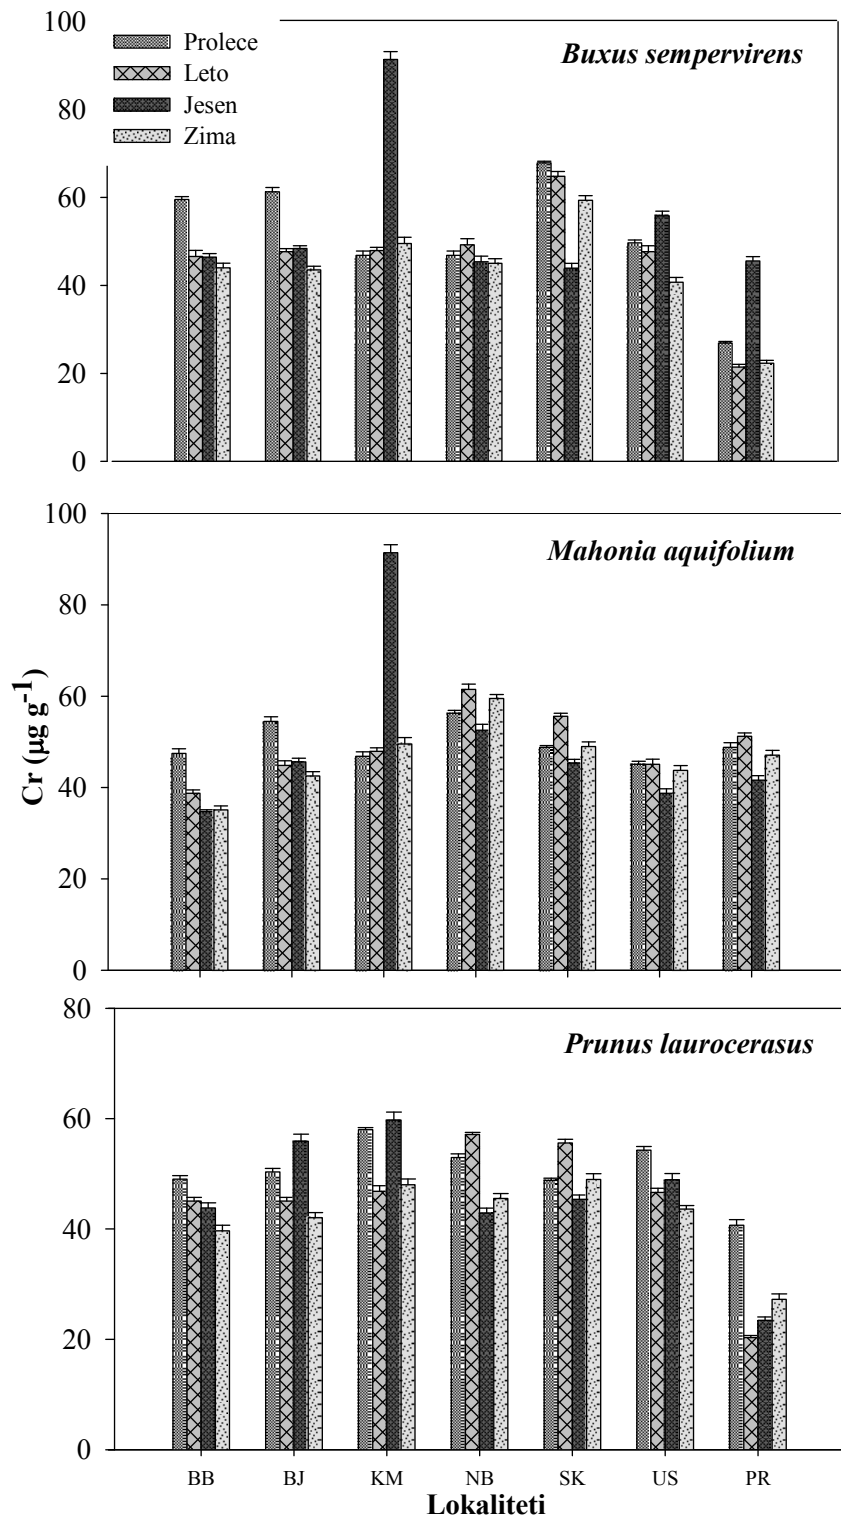 100
80
60
40
20
0
Prolece
Leto
Jesen
Zima
Buxus sempervirens
100
80
60
40
20
0
Mahonia aquifolium
Cr (µg g-1)
80
60
40
20
0
Prunus laurocerasus
BB BJ KM NB SK US PR
Lokaliteti